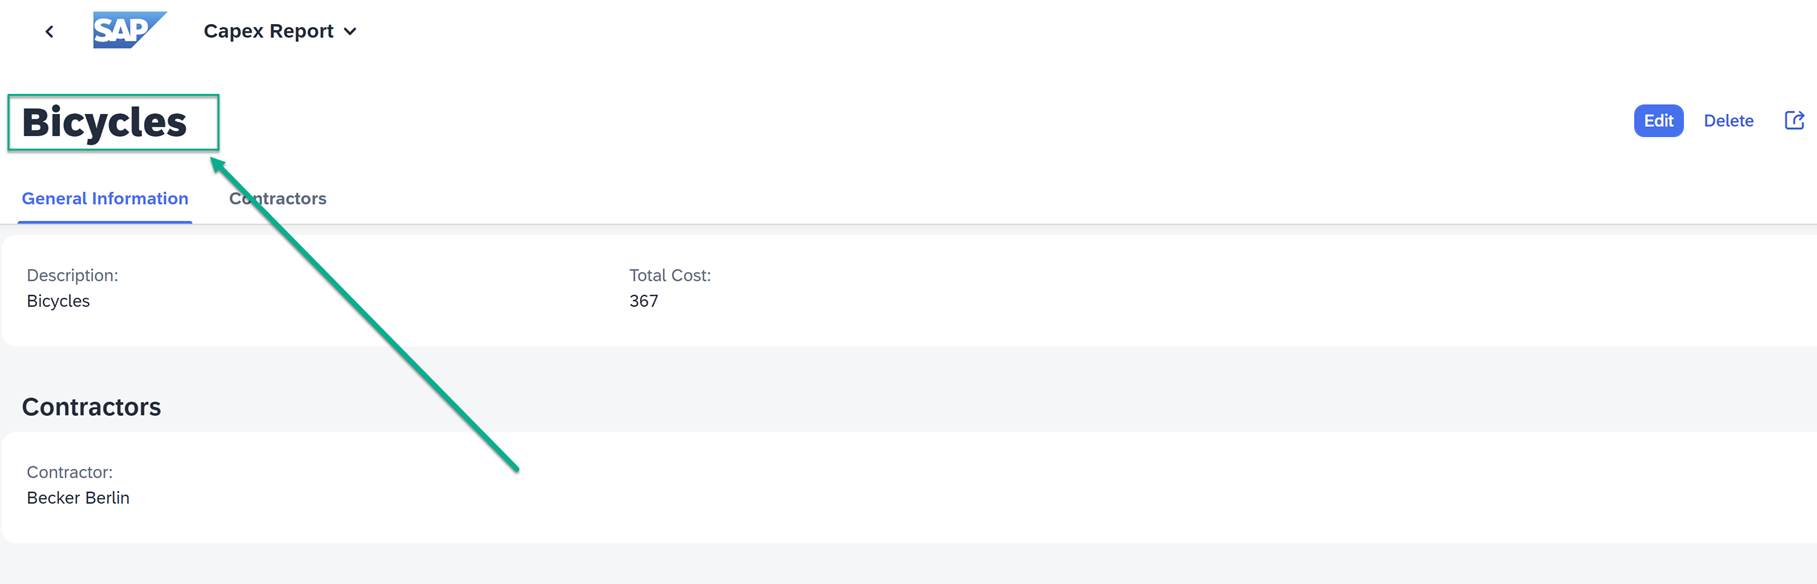 SAP Capex Report
Bicycles
Edit Delete
General Information Contractors
Description: Total Cost:
Bicycles 367
Contractors
Contractor:
Becker Berlin